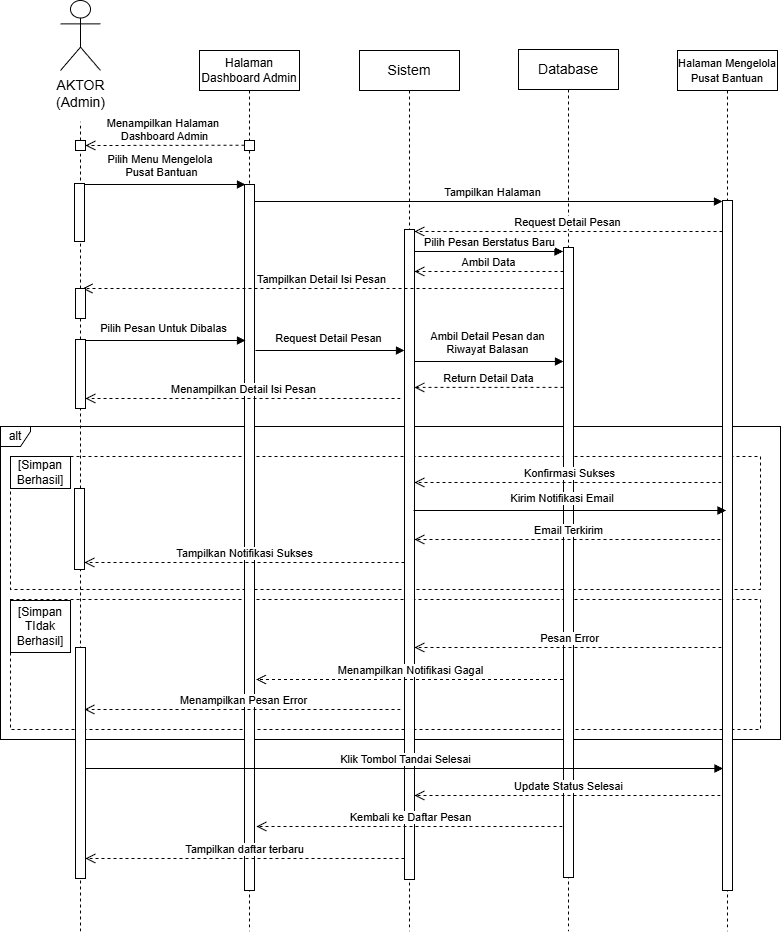 AKTOR
(Admin)
Halaman
Dashboard Admin
Sistem
Database
Halaman Mengelola
Pusat Bantuan
Menampilkan Halaman
Dashboard Admin
Pilih Menu Mengelola
Pusat Bantuan
Tampilkan Halaman
Request Detail Pesan
Pilih Pesan Berstatus Baru
Ambil Data
Tampilkan Detail Isi Pesan
Pilih Pesan Untuk Dibalas
Request Detail Pesan
Ambil Detail Pesan dan
Riwayat Balasan
Return Detail Data
Menampilkan Detail Isi Pesan
alt
[Simpan
Berhasil]
Konfirmasi Sukses
Kirim Notifikasi Email
Email Terkirim
Tampilkan Notifikasi Sukses
[Simpan
TIdak
Berhasil]
Pesan Error
Menampilkan Notifikasi Gagal
Menampilkan Pesan Error
Klik Tombol Tandai Selesai
Update Status Selesai
Kembali ke Daftar Pesan
Tampilkan daftar terbaru